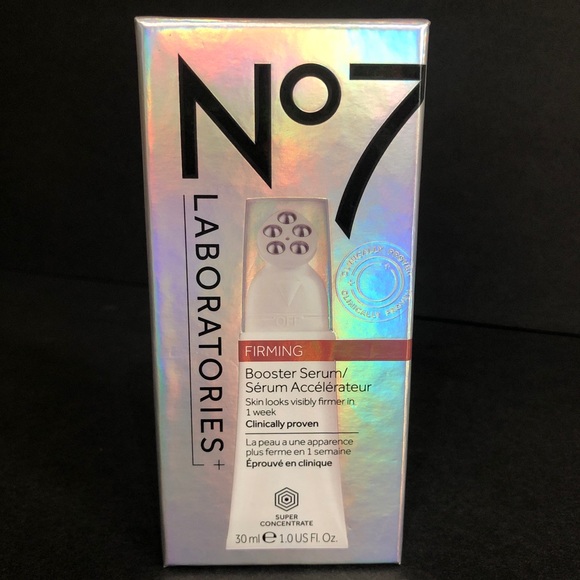 No7
LABORATORIES+
FIRMING
Booster Serum/
Sérum Accélérateur
Skin looks visibly firmer in
1 week
Clinically proven
La peau a une apparence
plus ferme en 1 semaine
Éprouvé en clinique
SUPER
CONCENTRATE
30 ml e 1.0 US Fl. Oz.